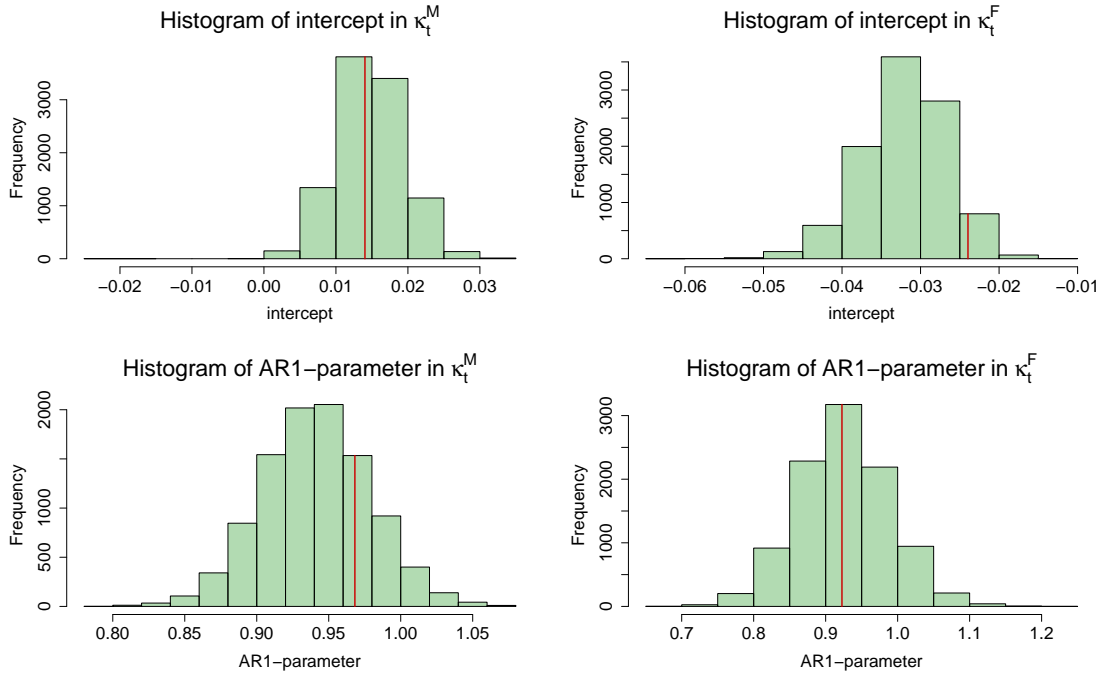 Histogram of intercept in κ_t^M
Frequency
0 1000 2000 3000
−0.02 −0.01 0.00 0.01 0.02 0.03
intercept
Histogram of intercept in κ_t^F
Frequency
0 1000 3000
−0.06 −0.05 −0.04 −0.03 −0.02 −0.01
intercept
Histogram of AR1−parameter in κ_t^M
Frequency
0 500 1000 2000
0.80 0.85 0.90 0.95 1.00 1.05
AR1−parameter
Histogram of AR1−parameter in κ_t^F
Frequency
0 1000 2000 3000
0.7 0.8 0.9 1.0 1.1 1.2
AR1−parameter